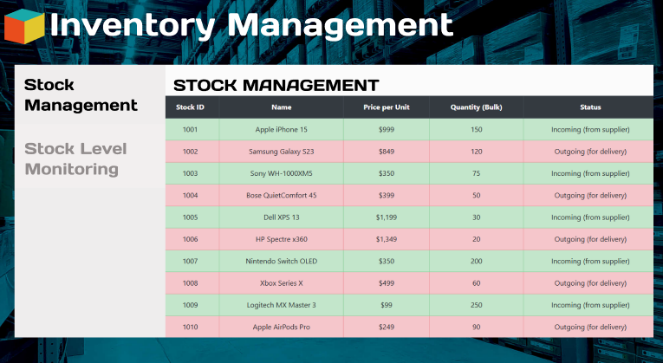 Inventory Management
Stock
Management
Stock Level
Monitoring
STOCK MANAGEMENT
Stock ID Name Price per Unit Quantity (Bulk) Status
1001 Apple iPhone 15 $999 150 Incoming (from supplier)
1002 Samsung Galaxy S23 $849 120 Outgoing (for delivery)
1003 Sony WH-1000XM5 $350 75 Incoming (from supplier)
1004 Bose QuietComfort 45 $399 50 Outgoing (for delivery)
1005 Dell XPS 13 $1,199 30 Incoming (from supplier)
1006 HP Spectre x360 $1,349 20 Outgoing (for delivery)
1007 Nintendo Switch OLED $350 200 Incoming (from supplier)
1008 Xbox Series X $499 60 Outgoing (for delivery)
1009 Logitech MX Master 3 $99 250 Incoming (from supplier)
1010 Apple AirPods Pro $249 90 Outgoing (for delivery)